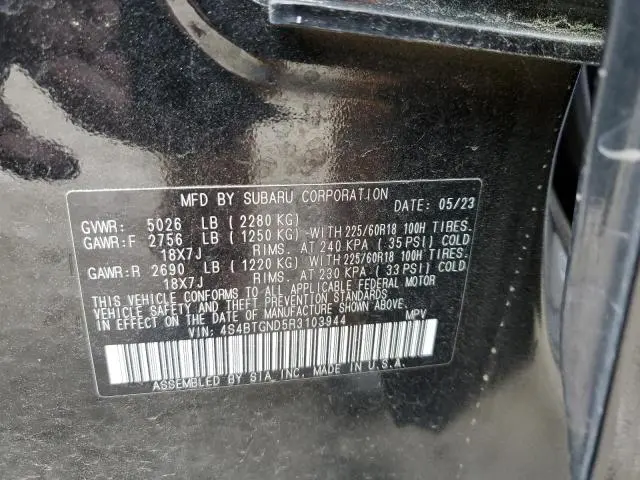 MFD BY SUBARU CORPORATION DATE: 05/23
GVWR: 5026 LB ( 2280 KG)
GAWR:F 2756 LB ( 1250 KG)-WITH 225/60R18 100H TIRES.
18X7J RIMS. AT 240 KPA ( 35 PSI) COLD
GAWR:R 2690 LB ( 1220 KG)-WITH 225/60R18 100H TIRES.
18X7J RIMS. AT 230 KPA ( 33 PSI) COLD
THIS VEHICLE CONFORMS TO ALL APPLICABLE FEDERAL MOTOR
VEHICLE SAFETY AND THEFT PREVENTION STANDARDS
IN EFFECT ON THE DATE OF MANUFACTURE SHOWN ABOVE.
VIN: 4S4BTGND5R3103944 MPV
ASSEMBLED BY SIA, INC. MADE IN U.S.A.